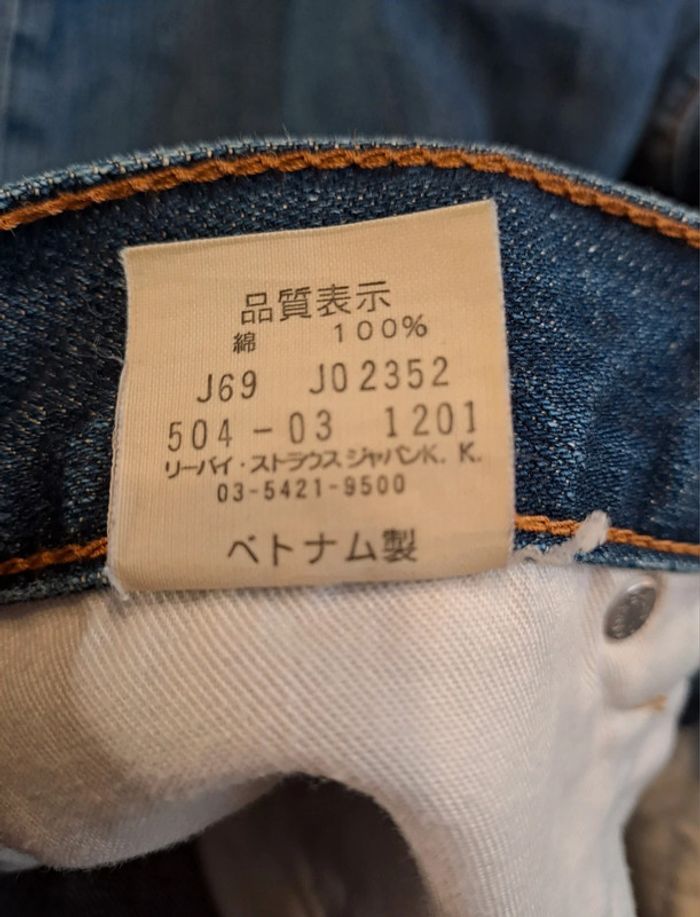 品質表示
綿 100%
J69 J02352
504-03 1201
リーバイ・ストラウスジャパンK. K.
03-5421-9500
ベトナム製